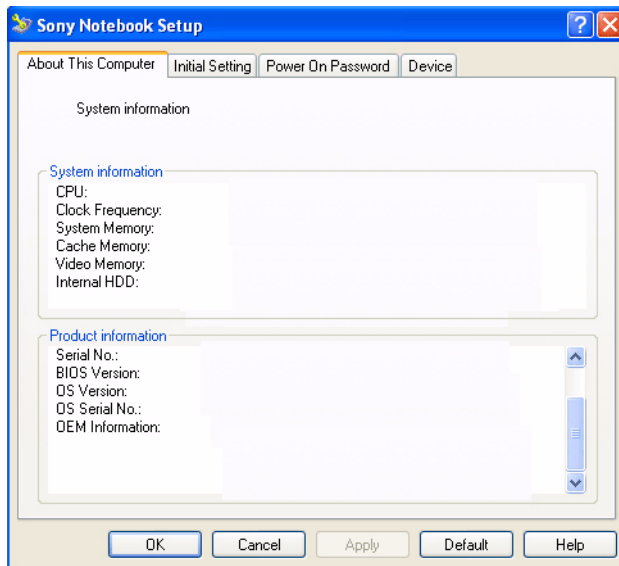 Sony Notebook Setup
About This Computer Initial Setting Power On Password Device
System information
System information
CPU:
Clock Frequency:
System Memory:
Cache Memory:
Video Memory:
Internal HDD:
Product information
Serial No.:
BIOS Version:
OS Version:
OS Serial No.:
OEM Information:
OK Cancel Apply Default Help